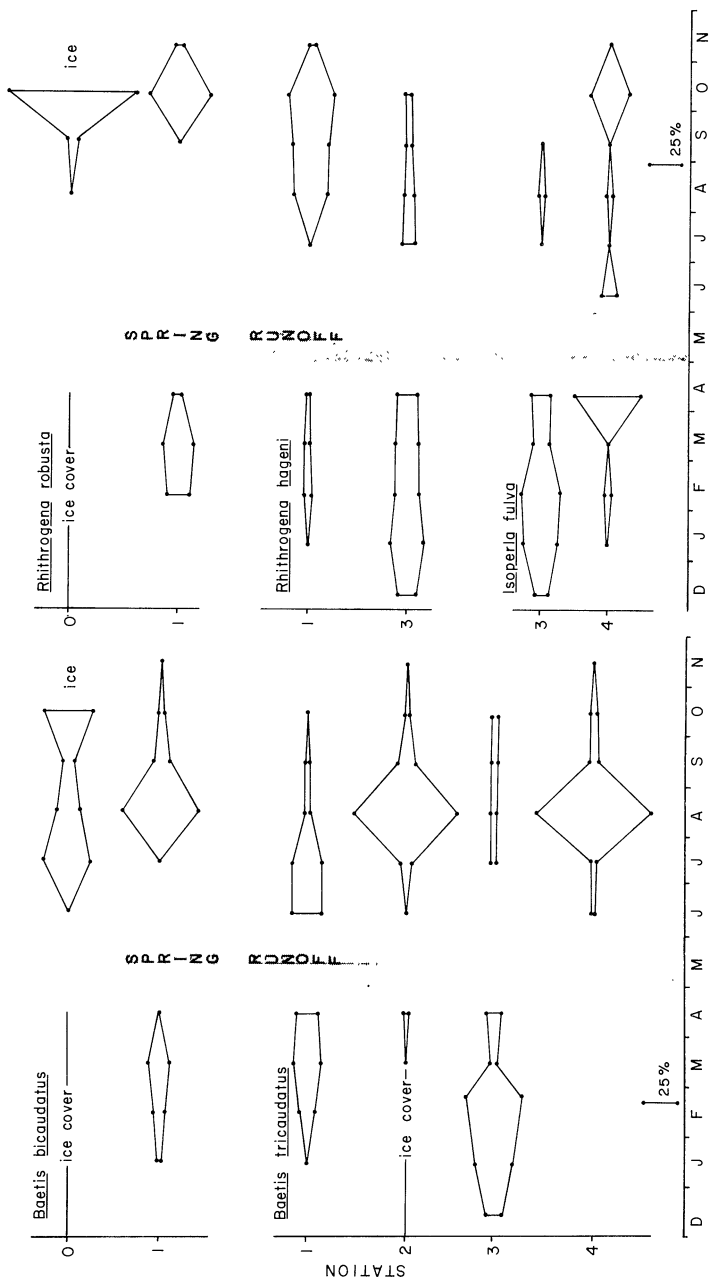 Baetis bicaudatus
0
ice cover
ice
1
Baetis tricaudatus
1
2
ice cover
3
4
STATION
SPRING RUNOFF
25%
D J F M A M J J A S O N
Rhithrogena robusta
0
ice cover
ice
1
Rhithrogena hageni
1
3
Isoperla fulva
3
4
SPRING RUNOFF
25%
D J F M A M J J A S O N